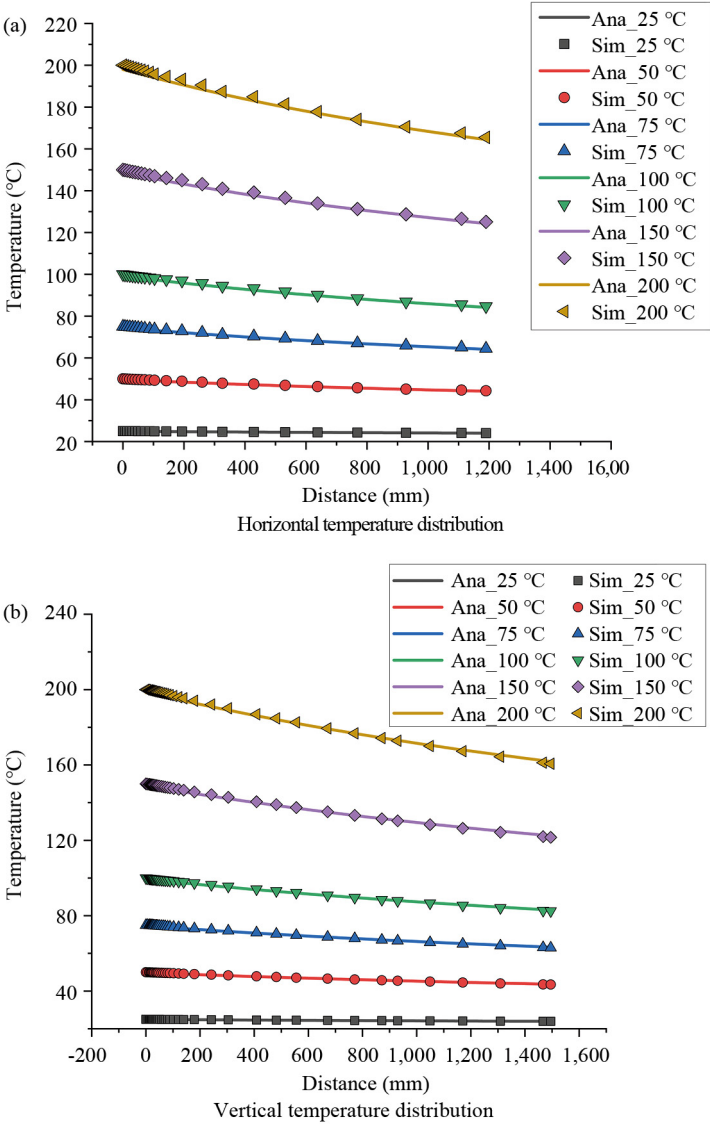 (a)
220
200
180
160
140
120
100
80
60
40
20
Temperature (℃)
0 200 400 600 800 1,000 1,200 1,400 16,00
Distance (mm)
Horizontal temperature distribution
Ana_25 ℃
Sim_25 ℃
Ana_50 ℃
Sim_50 ℃
Ana_75 ℃
Sim_75 ℃
Ana_100 ℃
Sim_100 ℃
Ana_150 ℃
Sim_150 ℃
Ana_200 ℃
Sim_200 ℃
(b)
Ana_25 ℃ Sim_25 ℃
Ana_50 ℃ Sim_50 ℃
Ana_75 ℃ Sim_75 ℃
Ana_100 ℃ Sim_100 ℃
Ana_150 ℃ Sim_150 ℃
Ana_200 ℃ Sim_200 ℃
240
200
160
120
80
40
Temperature (℃)
-200 0 200 400 600 800 1,000 1,200 1,400 1,600
Distance (mm)
Vertical temperature distribution